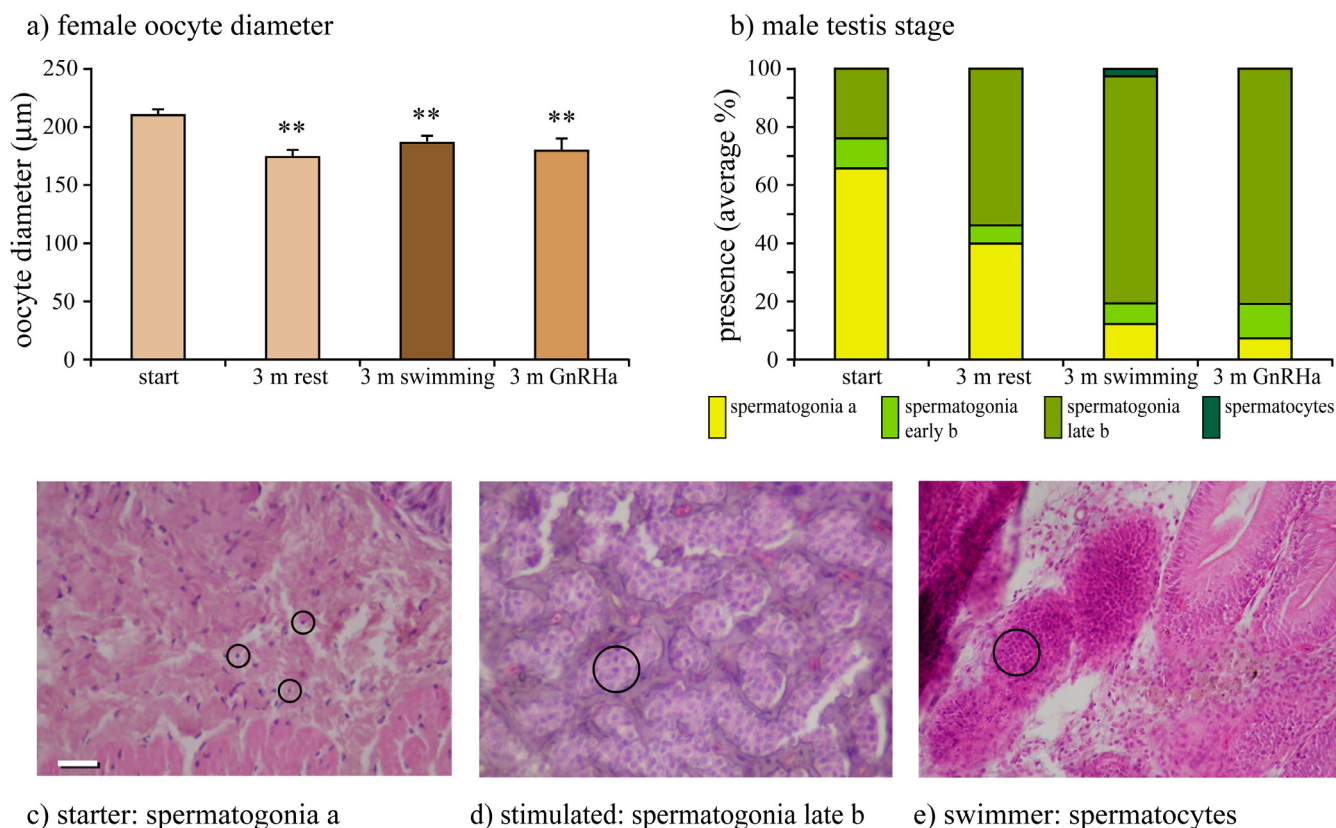 a) female oocyte diameter
oocyte diameter (µm)
250
200
150
100
50
0
**
**
**
start
3 m rest
3 m swimming
3 m GnRHa
b) male testis stage
presence (average %)
100
80
60
40
20
0
start
3 m rest
3 m swimming
3 m GnRHa
spermatogonia a
spermatogonia
early b
spermatogonia
late b
spermatocytes
c) starter: spermatogonia a
d) stimulated: spermatogonia late b
e) swimmer: spermatocytes